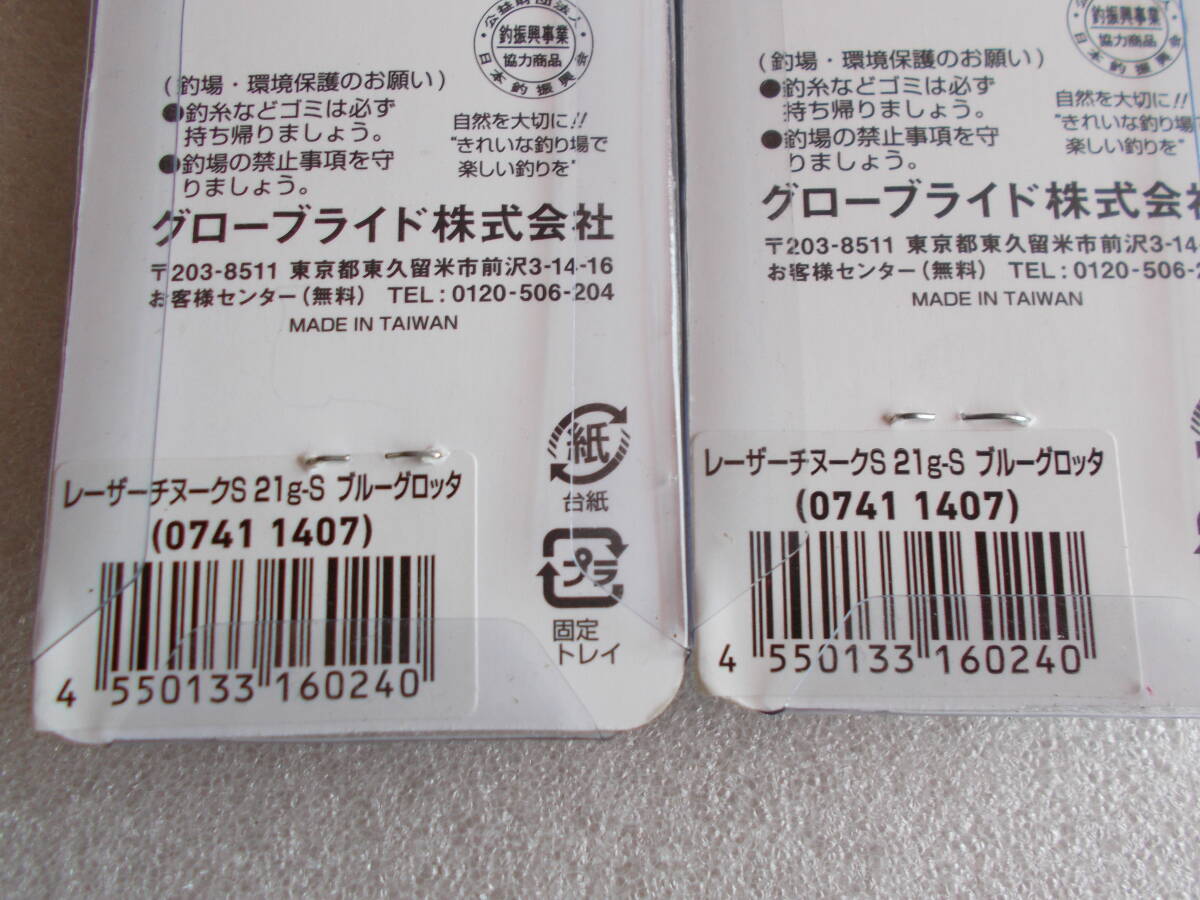 公益財団法人
釣振興事業
協力商品
日本釣振興会
(釣場・環境保護のお願い)
●釣糸などゴミは必ず
持ち帰りましょう。
●釣場の禁止事項を守
りましょう。
自然を大切に!!
"きれいな釣り場で
楽しい釣りを"
グローブライド株式会社
〒203-8511 東京都東久留米市前沢3-14-16
お客様センター(無料) TEL:0120-506-204
MADE IN TAIWAN
紙
台紙
プラ
固定
トレイ
レーザーチヌークS 21g-S ブルーグロッタ
(0741 1407)
4 550133 160240
釣振興事業
協力商品
日本釣振興会
(釣場・環境保護のお願い)
●釣糸などゴミは必ず
持ち帰りましょう。
●釣場の禁止事項を守
りましょう。
自然を大切に!!
"きれいな釣り場で
楽しい釣りを"
グローブライド株式会社
〒203-8511 東京都東久留米市前沢3-14
お客様センター(無料) TEL:0120-506-2
MADE IN TAIWAN
レーザーチヌークS 21g-S ブルーグロッタ
(0741 1407)
4 550133 160240